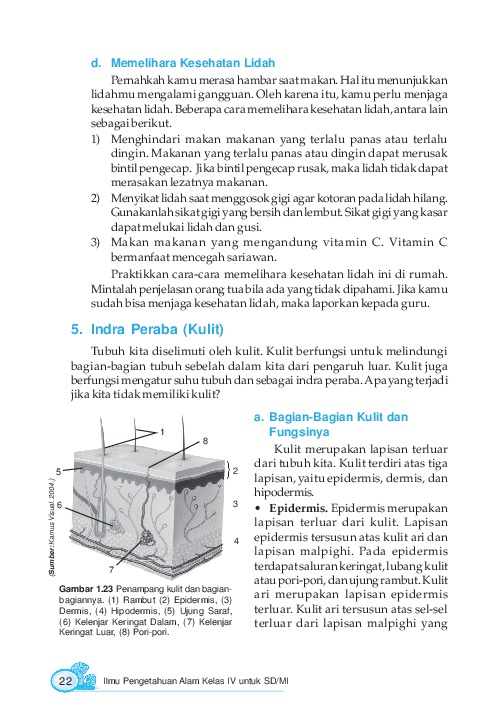 d. Memelihara Kesehatan Lidah
Pernahkah kamu merasa hambar saat makan. Hal itu menunjukkan
lidahmu mengalami gangguan. Oleh karena itu, kamu perlu menjaga
kesehatan lidah. Beberapa cara memelihara kesehatan lidah, antara lain
sebagai berikut.
1) Menghindari makan makanan yang terlalu panas atau terlalu
dingin. Makanan yang terlalu panas atau dingin dapat merusak
bintil pengecap. Jika bintil pengecap rusak, maka lidah tidak dapat
merasakan lezatnya makanan.
2) Menyikat lidah saat menggosok gigi agar kotoran pada lidah hilang.
Gunakanlah sikat gigi yang bersih dan lembut. Sikat gigi yang kasar
dapat melukai lidah dan gusi.
3) Makan makanan yang mengandung vitamin C. Vitamin C
bermanfaat mencegah sariawan.
Praktikkan cara-cara memelihara kesehatan lidah ini di rumah.
Mintalah penjelasan orang tua bila ada yang tidak dipahami. Jika kamu
sudah bisa menjaga kesehatan lidah, maka laporkan kepada guru.
5. Indra Peraba (Kulit)
Tubuh kita diselimuti oleh kulit. Kulit berfungsi untuk melindungi
bagian-bagian tubuh sebelah dalam kita dari pengaruh luar. Kulit juga
berfungsi mengatur suhu tubuh dan sebagai indra peraba. Apa yang terjadi
jika kita tidak memiliki kulit?
1
8
5
2
6
3
4
7
(Sumber: Kamus Visual. 2004.)
Gambar 1.23 Penampang kulit dan bagian-
bagiannya. (1) Rambut (2) Epidermis, (3)
Dermis, (4) Hipodermis, (5) Ujung Saraf,
(6) Kelenjar Keringat Dalam, (7) Kelenjar
Keringat Luar, (8) Pori-pori.
a. Bagian-Bagian Kulit dan
Fungsinya
Kulit merupakan lapisan terluar
dari tubuh kita. Kulit terdiri atas tiga
lapisan, yaitu epidermis, dermis, dan
hipodermis.
• Epidermis. Epidermis merupakan
lapisan terluar dari kulit. Lapisan
epidermis tersusun atas kulit ari dan
lapisan malpighi. Pada epidermis
terdapat saluran keringat, lubang kulit
atau pori-pori, dan ujung rambut. Kulit
ari merupakan lapisan epidermis
terluar. Kulit ari tersusun atas sel-sel
terluar dari lapisan malpighi yang
22 Ilmu Pengetahuan Alam Kelas IV untuk SD/MI